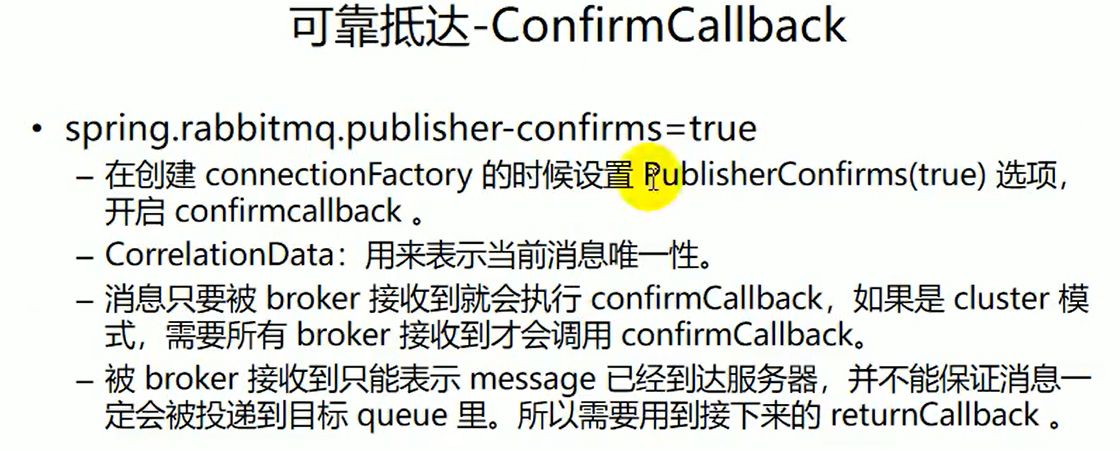 可靠抵达-ConfirmCallback
• spring.rabbitmq.publisher-confirms=true
– 在创建 connectionFactory 的时候设置 PublisherConfirms(true) 选项，
开启 confirmcallback 。
– CorrelationData：用来表示当前消息唯一性。
– 消息只要被 broker 接收到就会执行 confirmCallback，如果是 cluster 模
式，需要所有 broker 接收到才会调用 confirmCallback。
– 被 broker 接收到只能表示 message 已经到达服务器，并不能保证消息一
定会被投递到目标 queue 里。所以需要用到接下来的 returnCallback 。